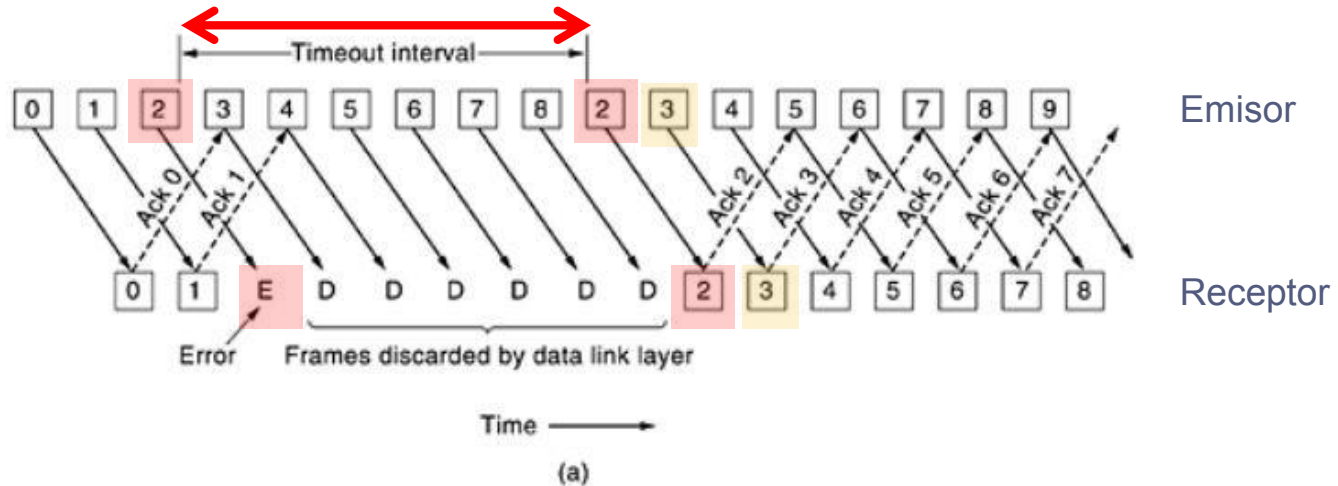 Timeout interval
0 1 2 3 4 5 6 7 8 2 3 4 5 6 7 8 9 Emisor
Ack 0 Ack 1 Ack 2 Ack 3 Ack 4 Ack 5 Ack 6 Ack 7
0 1 E D D D D D D 2 3 4 5 6 7 8 Receptor
Error Frames discarded by data link layer
Time
(a)